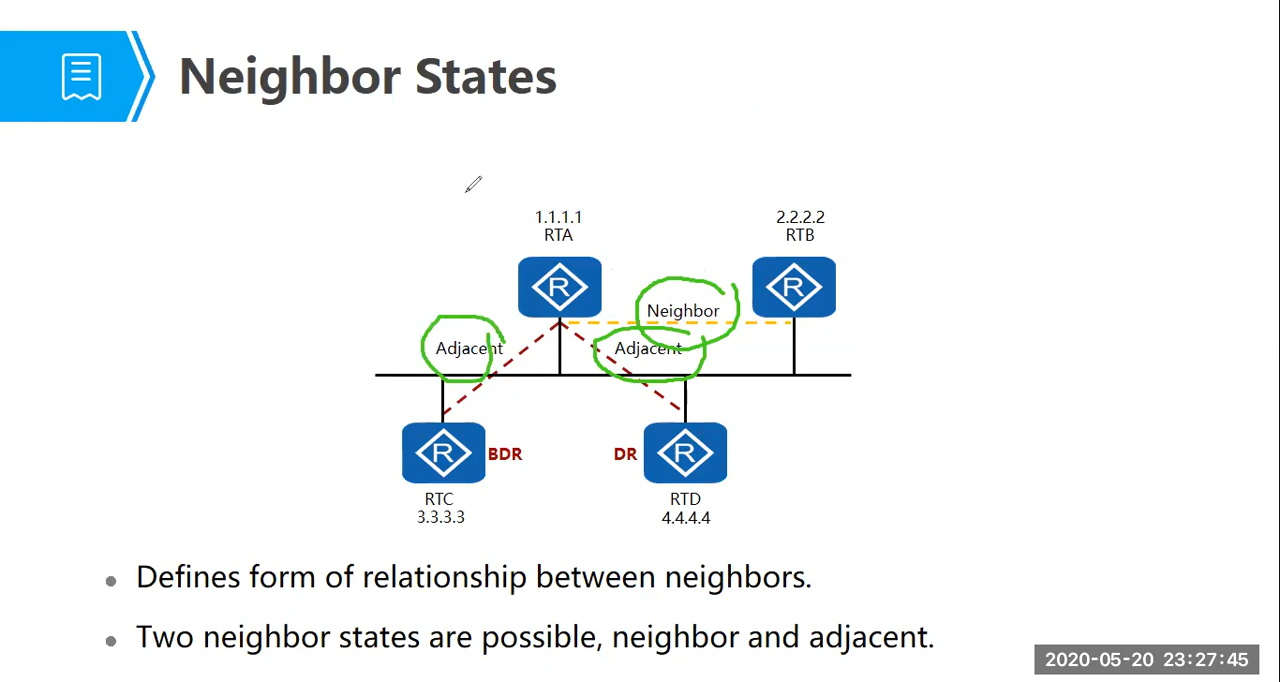 Neighbor States
1.1.1.1
RTA
2.2.2.2
RTB
R
R
Neighbor
Adjacent
Adjacent
R
BDR
DR
R
RTC
3.3.3.3
RTD
4.4.4.4
Defines form of relationship between neighbors.
Two neighbor states are possible, neighbor and adjacent.
2020-05-20 23:27:45